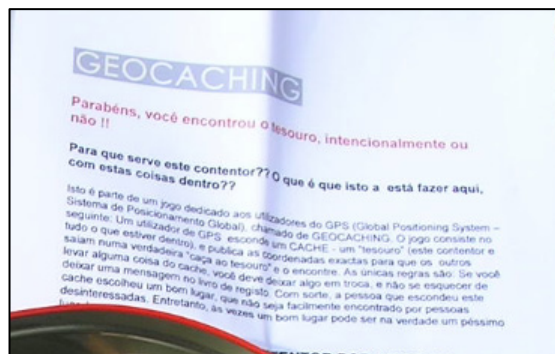 GEOCACHING
Parabéns, você encontrou o tesouro, intencionalmente ou
não !!
Para que serve este contentor?? O que é que isto a está fazer aqui,
com estas coisas dentro??
Isto é parte de um jogo dedicado aos utilizadores do GPS (Global Positioning System –
Sistema de Posicionamento Global), chamado de GEOCACHING. O jogo consiste no
seguinte: Um utilizador de GPS esconde um CACHE - um "tesouro" (este contentor e
tudo o que estiver dentro), e publica as coordenadas exactas para que os outros
saiam numa verdadeira "caça ao tesouro" e o encontre. As únicas regras são: Se você
levar alguma coisa do cache, você deve deixar algo em troca, e não se esquecer de
deixar uma mensagem no livro de registo. Com sorte, a pessoa que escondeu este
cache escolheu um bom lugar, que não seja facilmente encontrado por pessoas
desinteressadas. Entretanto, às vezes um bom lugar pode ser na verdade um péssimo